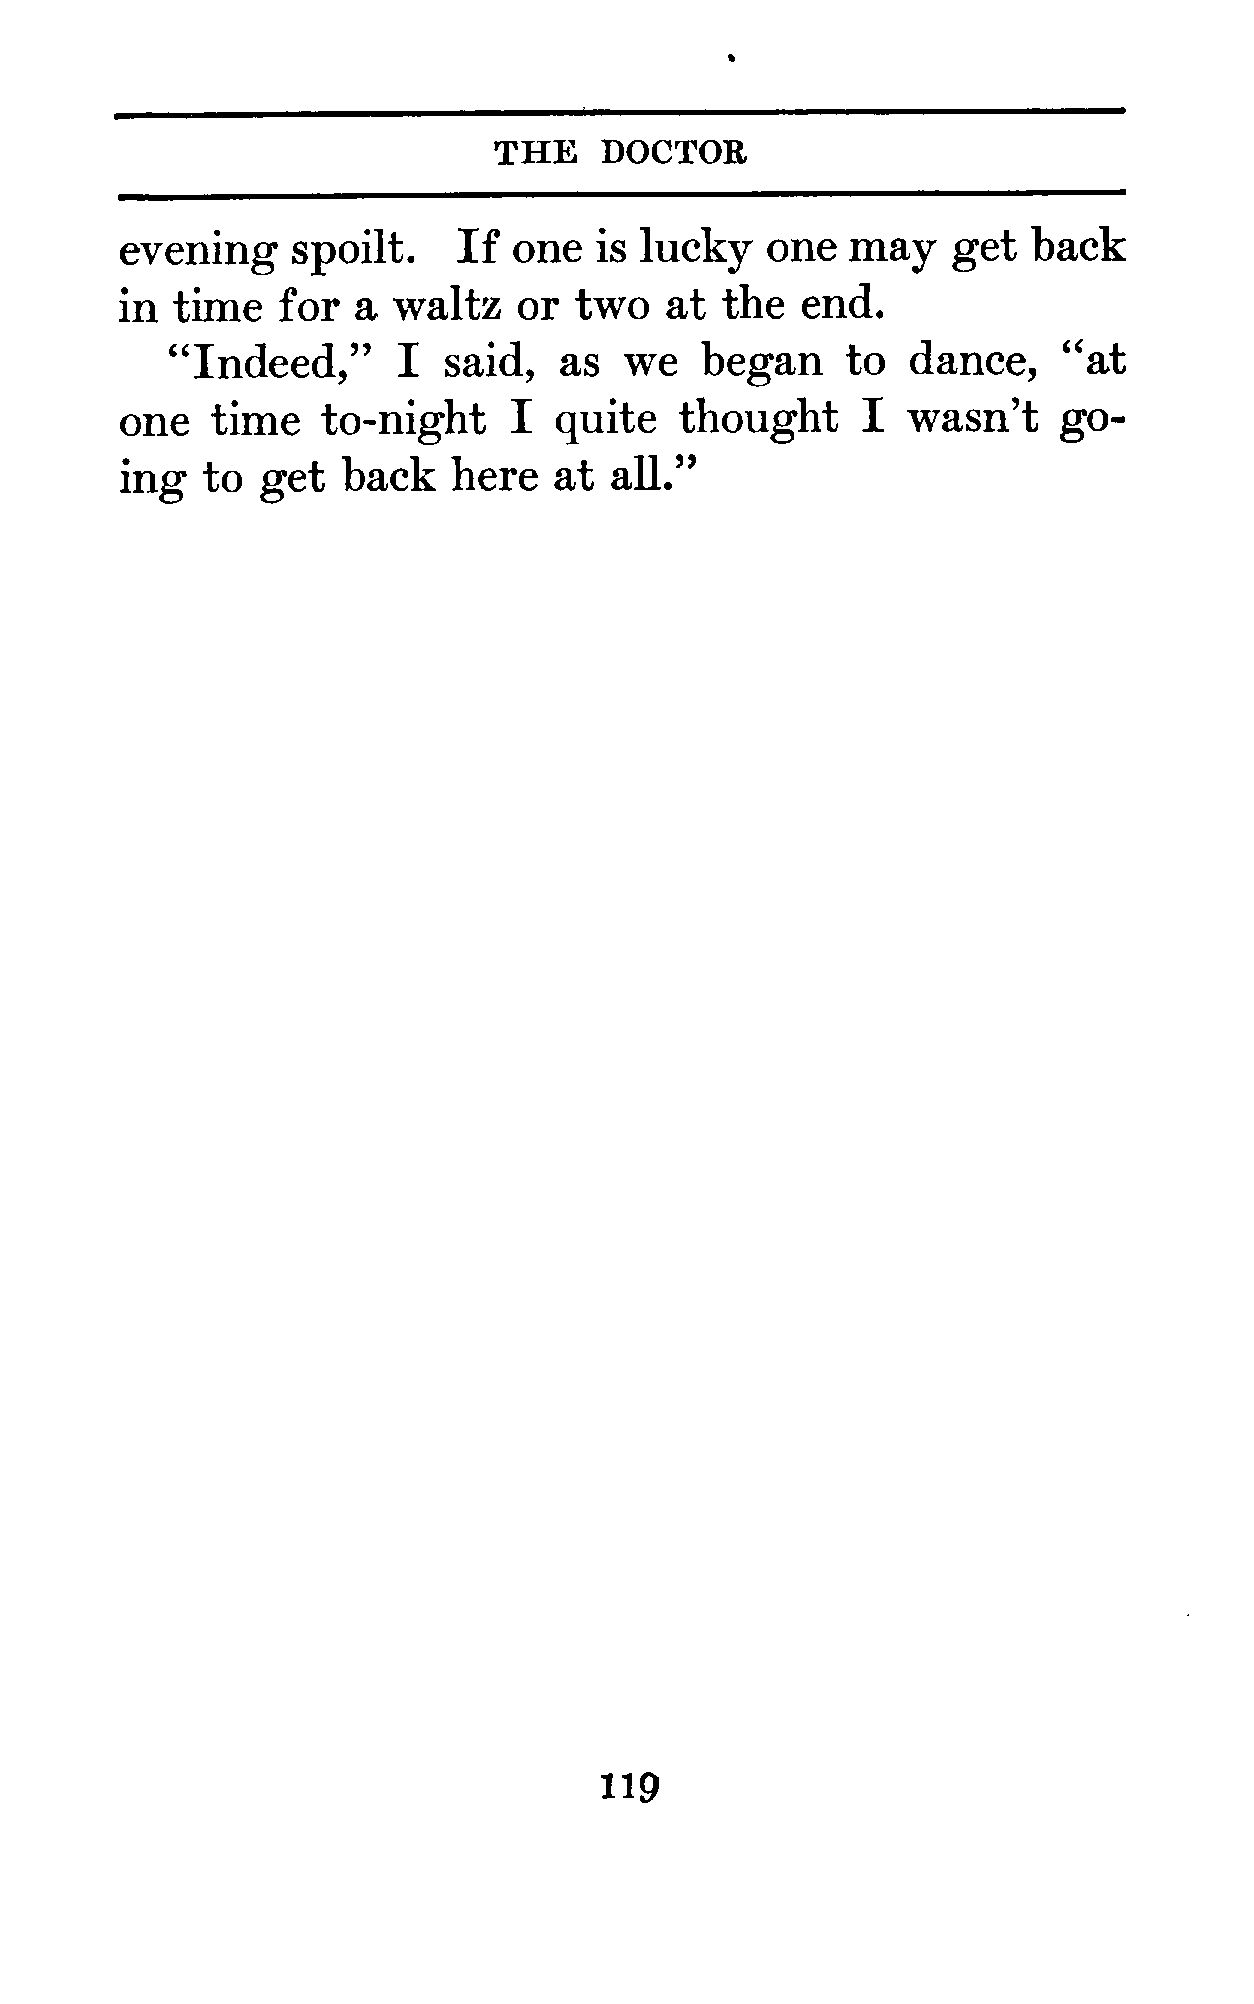 THE DOCTOR
evening spoilt. If one is lucky one may get back
in time for a waltz or two at the end.
“Indeed,” I said, as we began to dance, “at
one time to-night I quite thought I wasn’t go-
ing to get back here at all.”
119